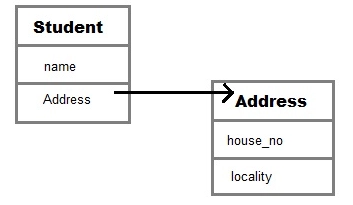 Student
name
Address
Address
house_no
locality